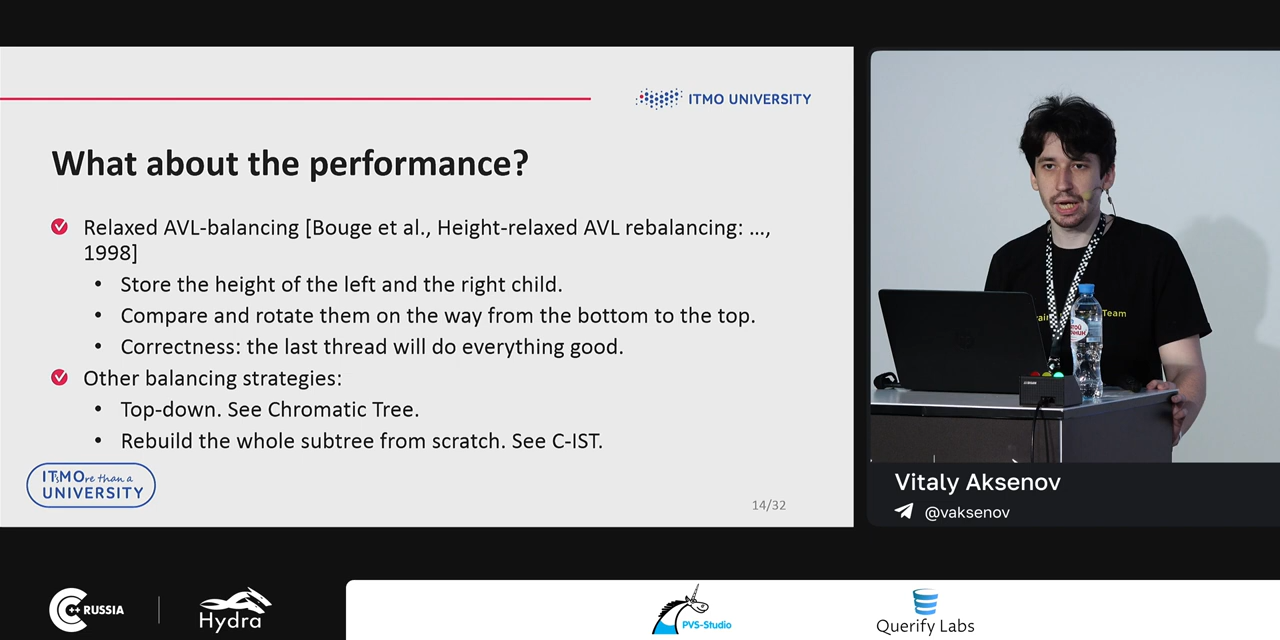 ITMO UNIVERSITY
What about the performance?
Relaxed AVL-balancing [Bouge et al., Height-relaxed AVL rebalancing: ...,
1998]
• Store the height of the left and the right child.
• Compare and rotate them on the way from the bottom to the top.
• Correctness: the last thread will do everything good.
Other balancing strategies:
• Top-down. See Chromatic Tree.
• Rebuild the whole subtree from scratch. See C-IST.
IT'sMOre than a
UNIVERSITY
14/32
Team
Vitaly Aksenov
@vaksenov
C++ RUSSIA
Hydra
PVS-Studio
Querify Labs